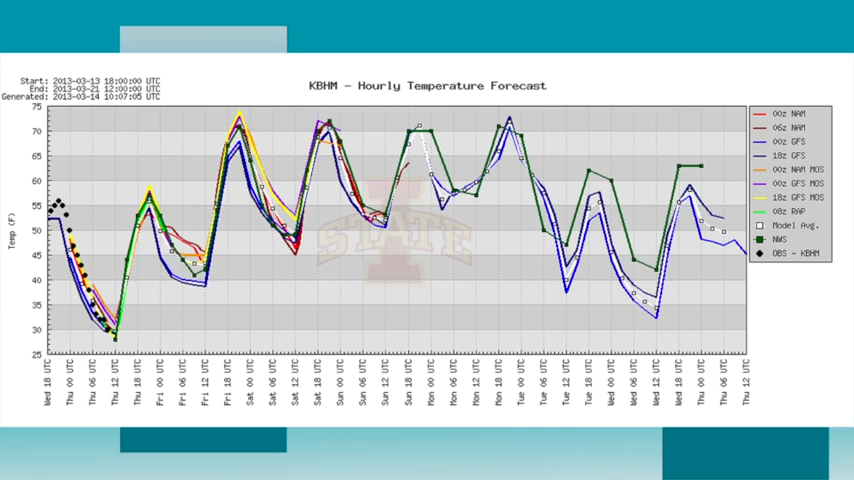 Start: 2013-03-13 18:00:00 UTC
End: 2013-03-21 12:00:00 UTC
Generated: 2013-03-14 10:07:05 UTC
KBHM - Hourly Temperature Forecast
75
70
65
60
55
50
45
40
35
30
25
Temp (F)
IOWA
STATE
00z NAM
06z NAM
00z GFS
18z GFS
00z NAM MOS
00z GFS MOS
18z GFS MOS
08z RAP
Model Avg.
NWS
OBS - KBHM
Wed 18 UTC
Thu 00 UTC
Thu 06 UTC
Thu 12 UTC
Thu 18 UTC
Fri 00 UTC
Fri 06 UTC
Fri 12 UTC
Fri 18 UTC
Sat 00 UTC
Sat 06 UTC
Sat 12 UTC
Sat 18 UTC
Sun 00 UTC
Sun 06 UTC
Sun 12 UTC
Sun 18 UTC
Mon 00 UTC
Mon 06 UTC
Mon 12 UTC
Mon 18 UTC
Tue 00 UTC
Tue 06 UTC
Tue 12 UTC
Tue 18 UTC
Wed 00 UTC
Wed 06 UTC
Wed 12 UTC
Wed 18 UTC
Thu 00 UTC
Thu 06 UTC
Thu 12 UTC